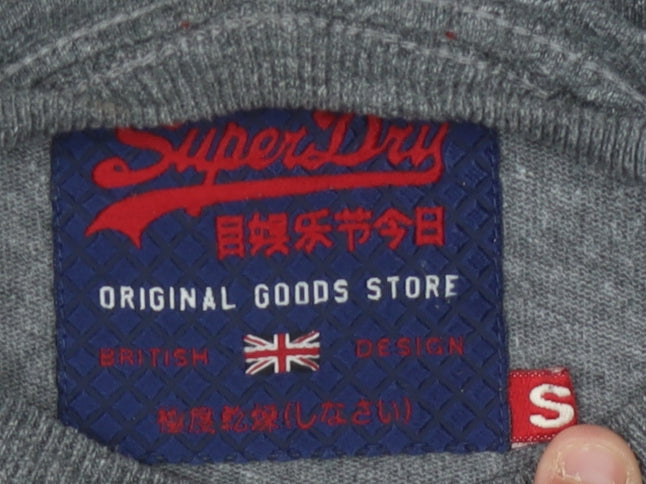 SuperDry
目娱乐节今日
ORIGINAL GOODS STORE
BRITISH DESIGN
極度乾燥(しなさい)
S